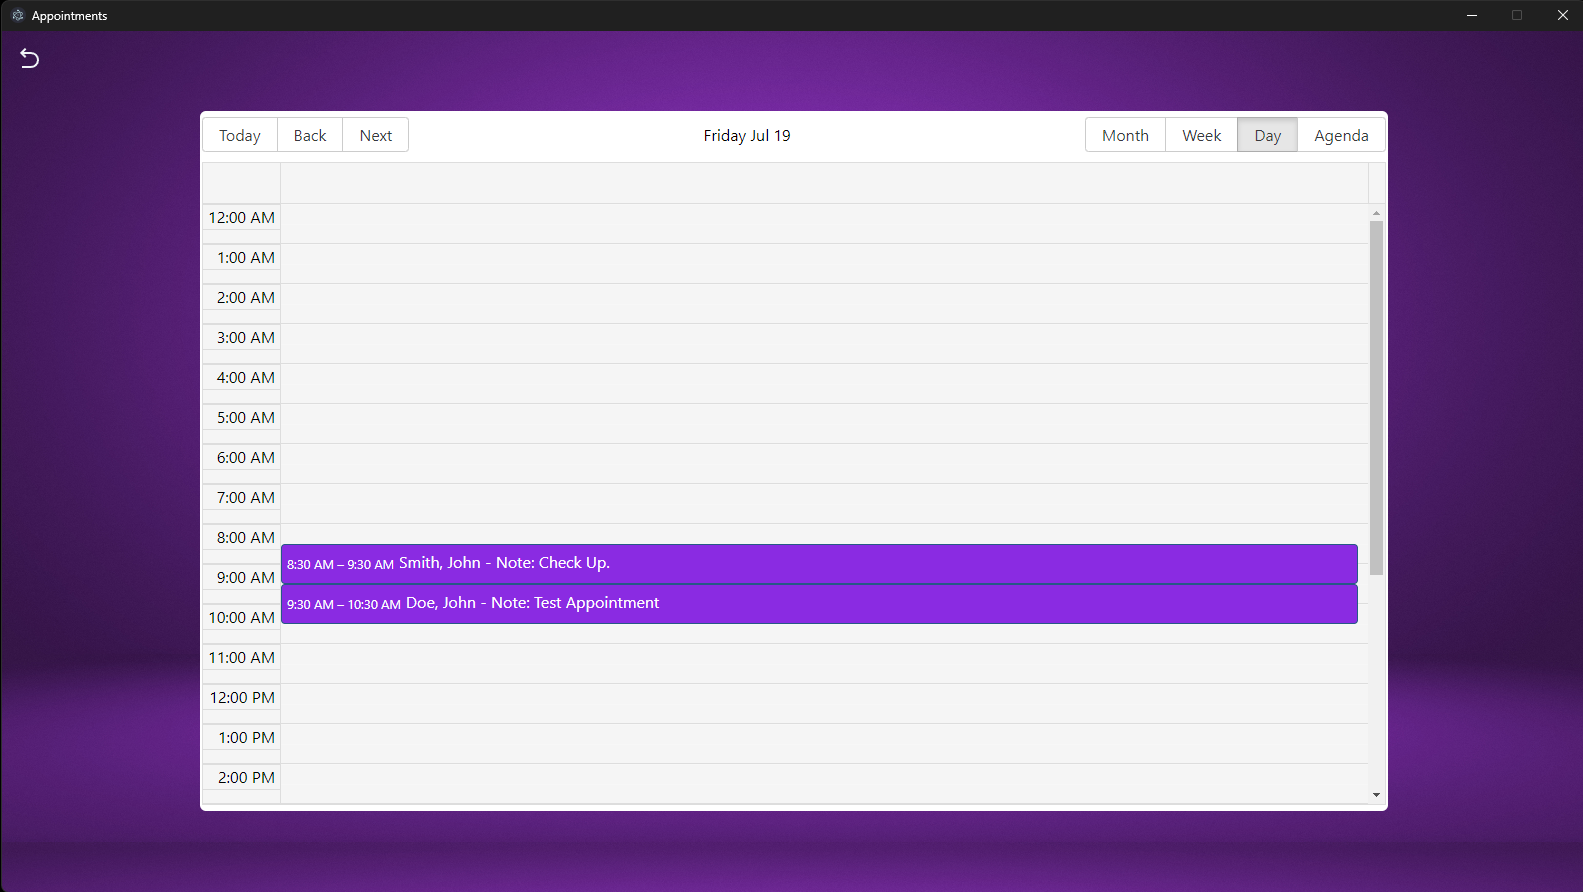 Appointments
Today Back Next Friday Jul 19 Month Week Day Agenda
12:00 AM
1:00 AM
2:00 AM
3:00 AM
4:00 AM
5:00 AM
6:00 AM
7:00 AM
8:00 AM
8:30 AM – 9:30 AM Smith, John - Note: Check Up.
9:00 AM
9:30 AM – 10:30 AM Doe, John - Note: Test Appointment
10:00 AM
11:00 AM
12:00 PM
1:00 PM
2:00 PM